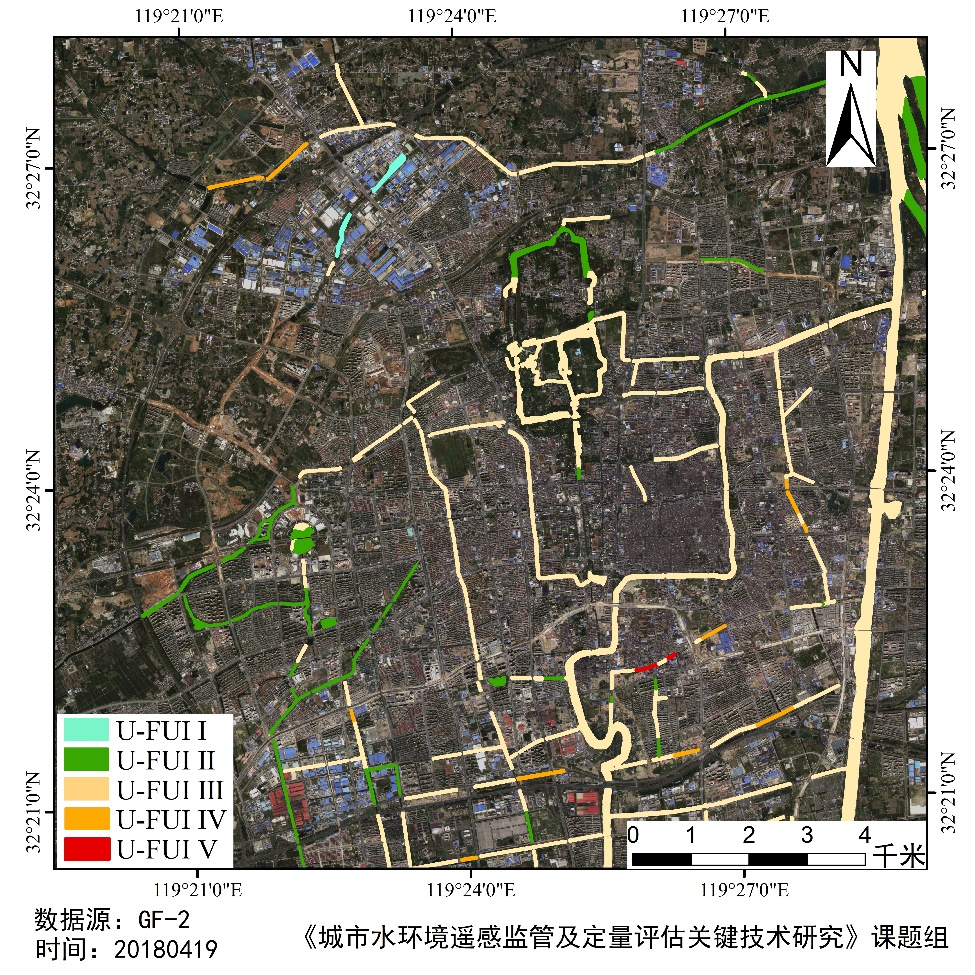 119°21'0"E 119°24'0"E 119°27'0"E
N
32°27'0"N 32°27'0"N
32°24'0"N 32°24'0"N
32°21'0"N 32°21'0"N
U-FUI I
U-FUI II
U-FUI III
U-FUI IV
U-FUI V
0 1 2 3 4
千米
119°21'0"E 119°24'0"E 119°27'0"E
数据源：GF-2
时间：20180419
《城市水环境遥感监管及定量评估关键技术研究》课题组